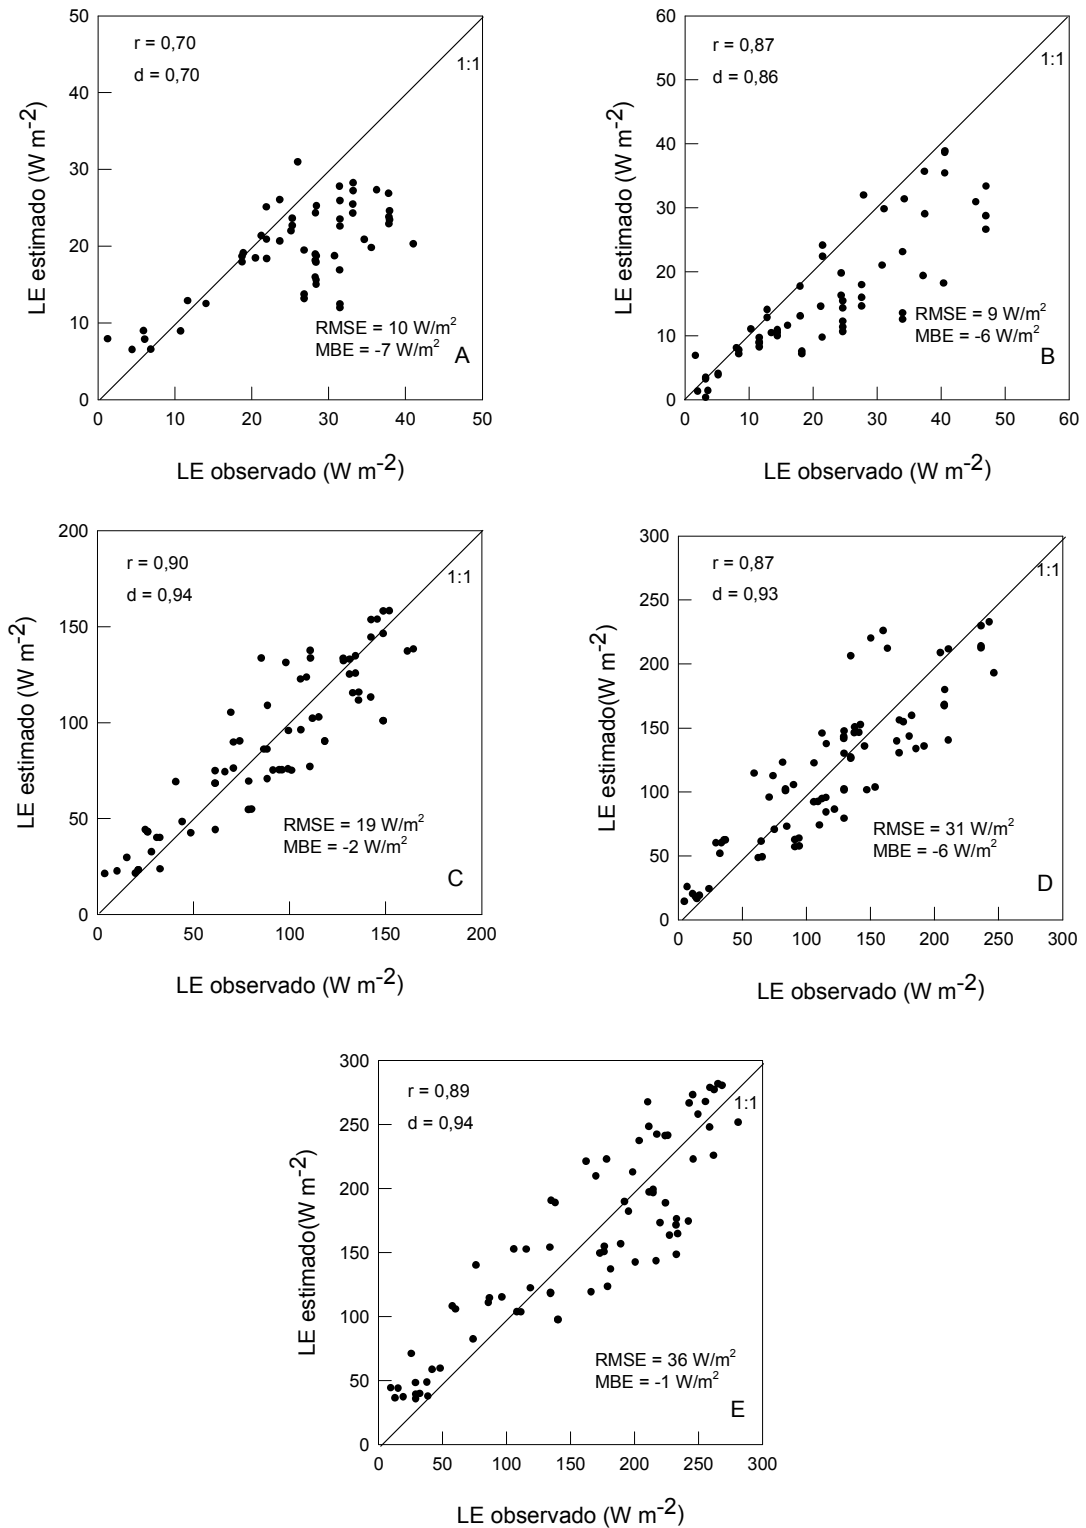 50
40
30
20
10
0
r = 0,70
d = 0,70
1:1
RMSE = 10 W/m²
MBE = -7 W/m²
A
0 10 20 30 40 50
LE estimado (W m-2)
LE observado (W m-2)
60
50
40
30
20
10
0
r = 0,87
d = 0,86
1:1
RMSE = 9 W/m²
MBE = -6 W/m²
B
0 10 20 30 40 50 60
LE estimado (W m-2)
LE observado (W m-2)
200
150
100
50
0
r = 0,90
d = 0,94
1:1
RMSE = 19 W/m²
MBE = -2 W/m²
C
0 50 100 150 200
LE estimado (W m-2)
LE observado (W m-2)
300
250
200
150
100
50
0
r = 0,87
d = 0,93
1:1
RMSE = 31 W/m²
MBE = -6 W/m²
D
0 50 100 150 200 250 300
LE estimado(W m-2)
LE observado (W m-2)
300
250
200
150
100
50
0
r = 0,89
d = 0,94
1:1
RMSE = 36 W/m²
MBE = -1 W/m²
E
0 50 100 150 200 250 300
LE estimado(W m-2)
LE observado (W m-2)